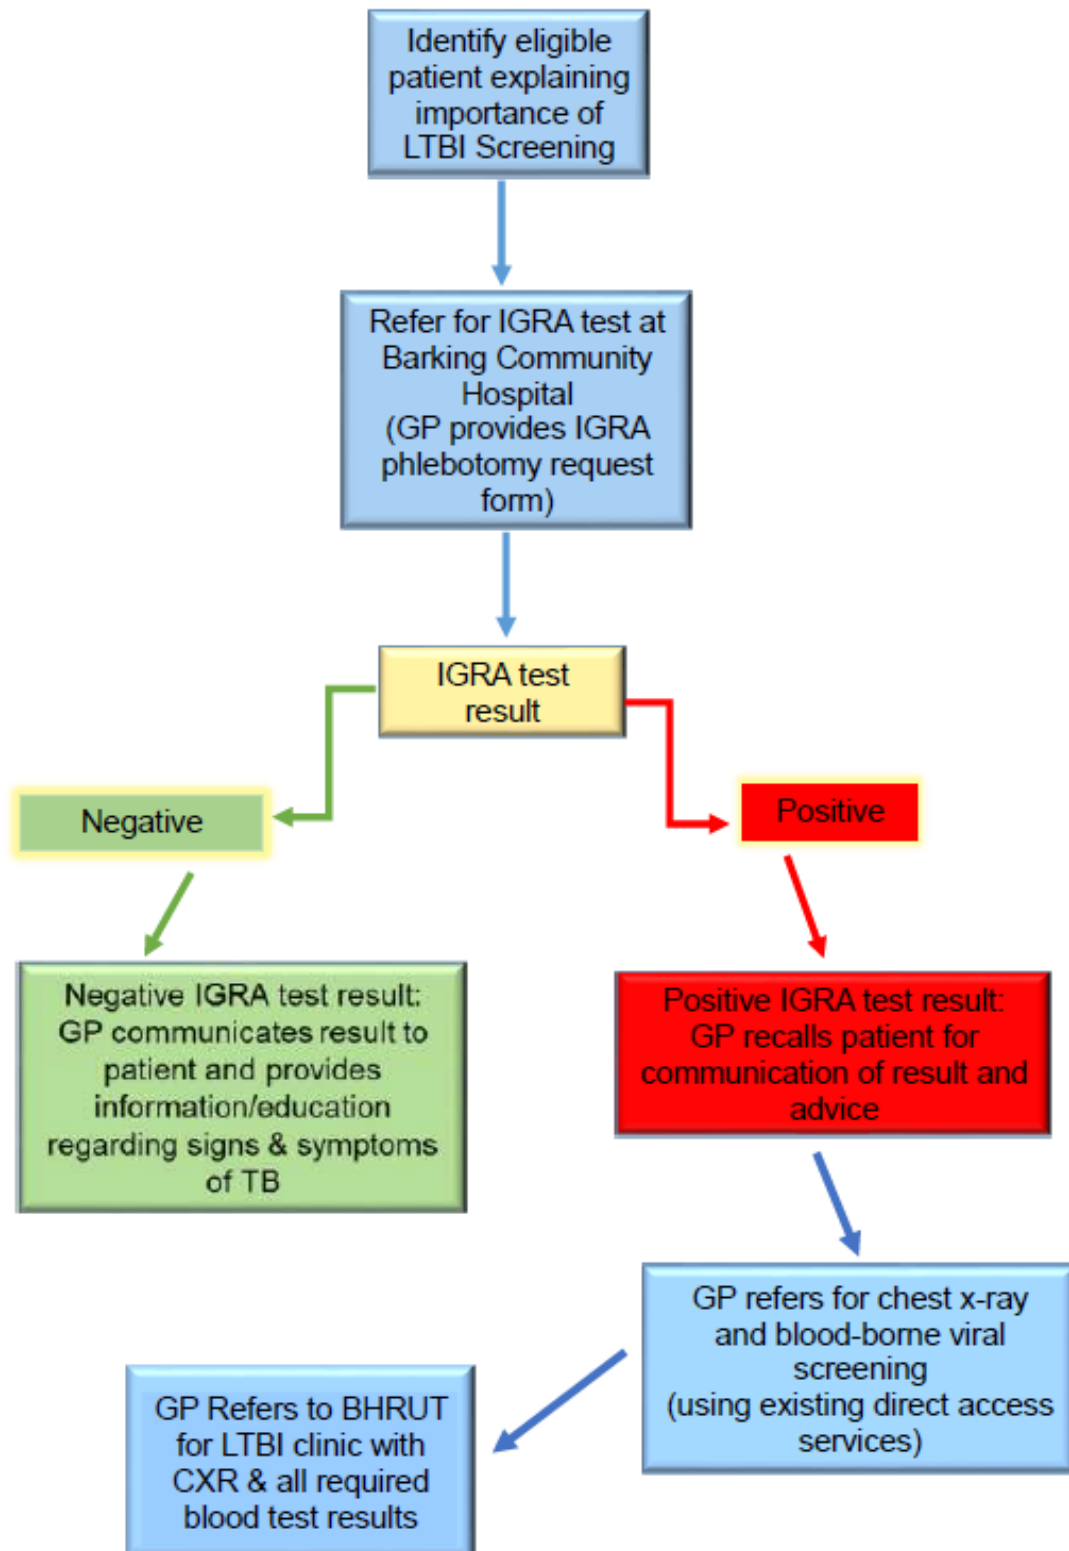 Identify eligible
patient explaining
importance of
LTBI Screening
Refer for IGRA test at
Barking Community
Hospital
(GP provides IGRA
phlebotomy request
form)
IGRA test
result
Negative
Positive
Negative IGRA test result:
GP communicates result to
patient and provides
information/education
regarding signs & symptoms
of TB
Positive IGRA test result:
GP recalls patient for
communication of result and
advice
GP refers for chest x-ray
and blood-borne viral
screening
(using existing direct access
services)
GP Refers to BHRUT
for LTBI clinic with
CXR & all required
blood test results